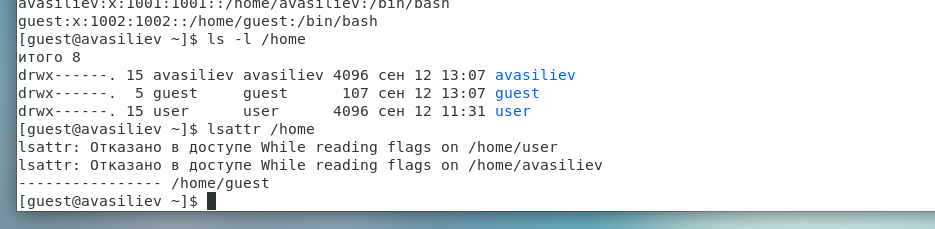 avasiliev:x:1001:1001::/home/avasiliev:/bin/bash
guest:x:1002:1002::/home/guest:/bin/bash
[guest@avasiliev ~]$ ls -l /home
итого 8
drwx------. 15 avasiliev avasiliev 4096 сен 12 13:07 avasiliev
drwx------.  5 guest     guest      107 сен 12 13:07 guest
drwx------. 15 user      user      4096 сен 12 11:31 user
[guest@avasiliev ~]$ lsattr /home
lsattr: Отказано в доступе While reading flags on /home/user
lsattr: Отказано в доступе While reading flags on /home/avasiliev
---------------- /home/guest
[guest@avasiliev ~]$